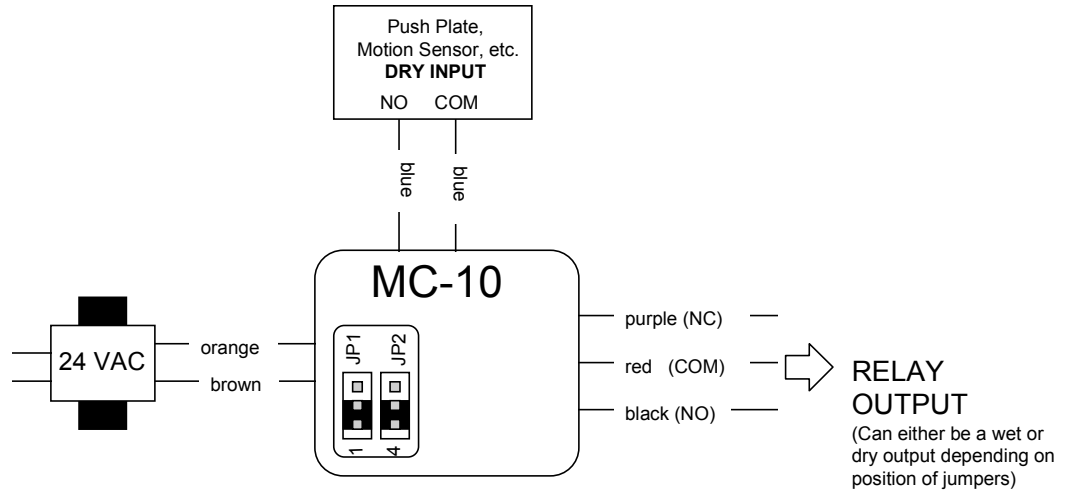 Push Plate,
Motion Sensor, etc.
DRY INPUT
NO COM
blue blue
MC-10
24 VAC
orange
brown
JP1 JP2
1 4
purple (NC)
red (COM)
black (NO)
RELAY
OUTPUT
(Can either be a wet or
dry output depending on
position of jumpers)